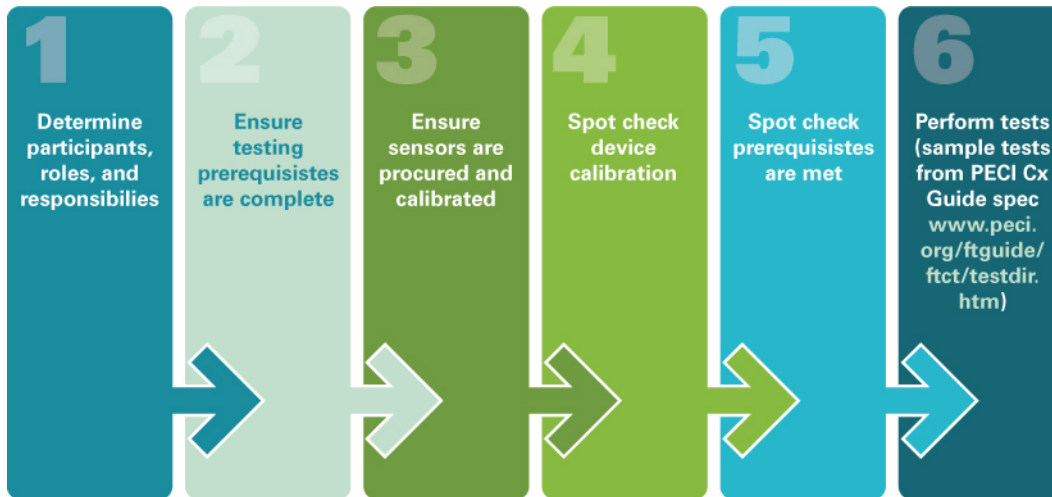 1
Determine
participants,
roles, and
responsibilies
2
Ensure
testing
prerequisistes
are complete
3
Ensure
sensors are
procured and
calibrated
4
Spot check
device
calibration
5
Spot check
prerequisistes
are met
6
Perform tests
(sample tests
from PECI Cx
Guide spec
www.peci.
org/ftguide/
ftct/testdir.
htm)